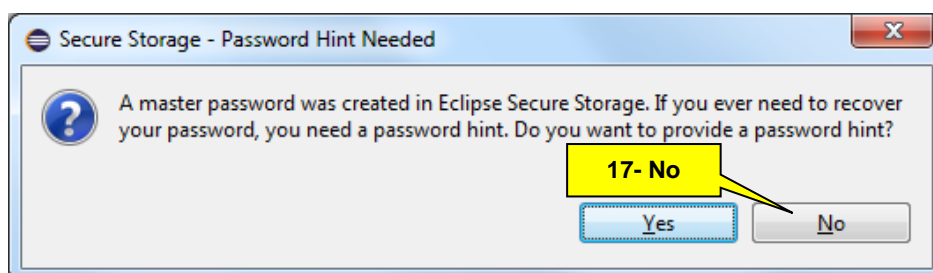 Secure Storage - Password Hint Needed
A master password was created in Eclipse Secure Storage. If you ever need to recover
your password, you need a password hint. Do you want to provide a password hint?
17- No
Yes
No